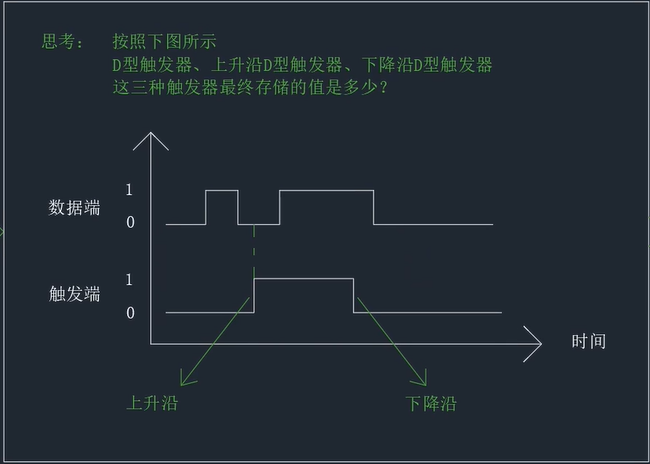 思考： 按照下图所示
D型触发器、上升沿D型触发器、下降沿D型触发器
这三种触发器最终存储的值是多少？
1
数据端
0
1
触发端
0
时间
上升沿 下降沿